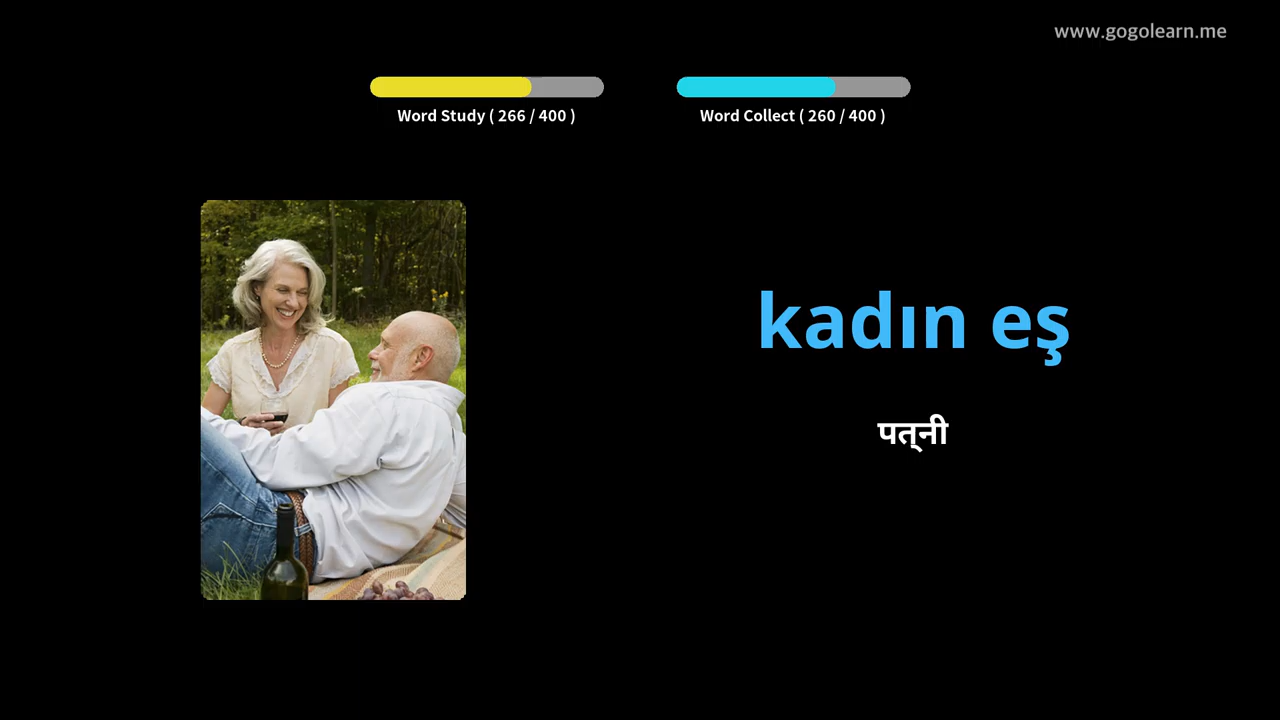 www.gogolearn.me
Word Study ( 266 / 400 )
Word Collect ( 260 / 400 )
kadın eş
पत्‌नी